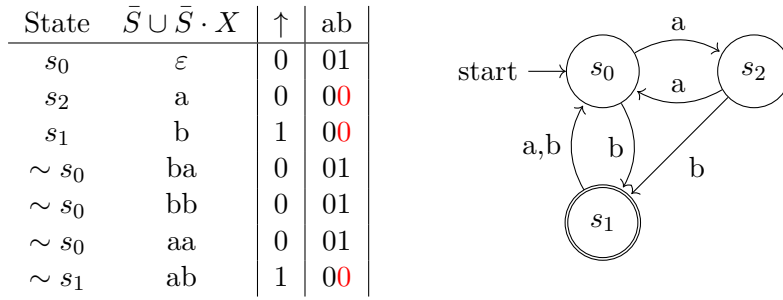 State S̄ ∪ S̄ · X ↑ ab
s₀ ε 0 01
s₂ a 0 00
s₁ b 1 00
∼ s₀ ba 0 01
∼ s₀ bb 0 01
∼ s₀ aa 0 01
∼ s₁ ab 1 00
a
start s₀ s₂
a
a,b b b
s₁